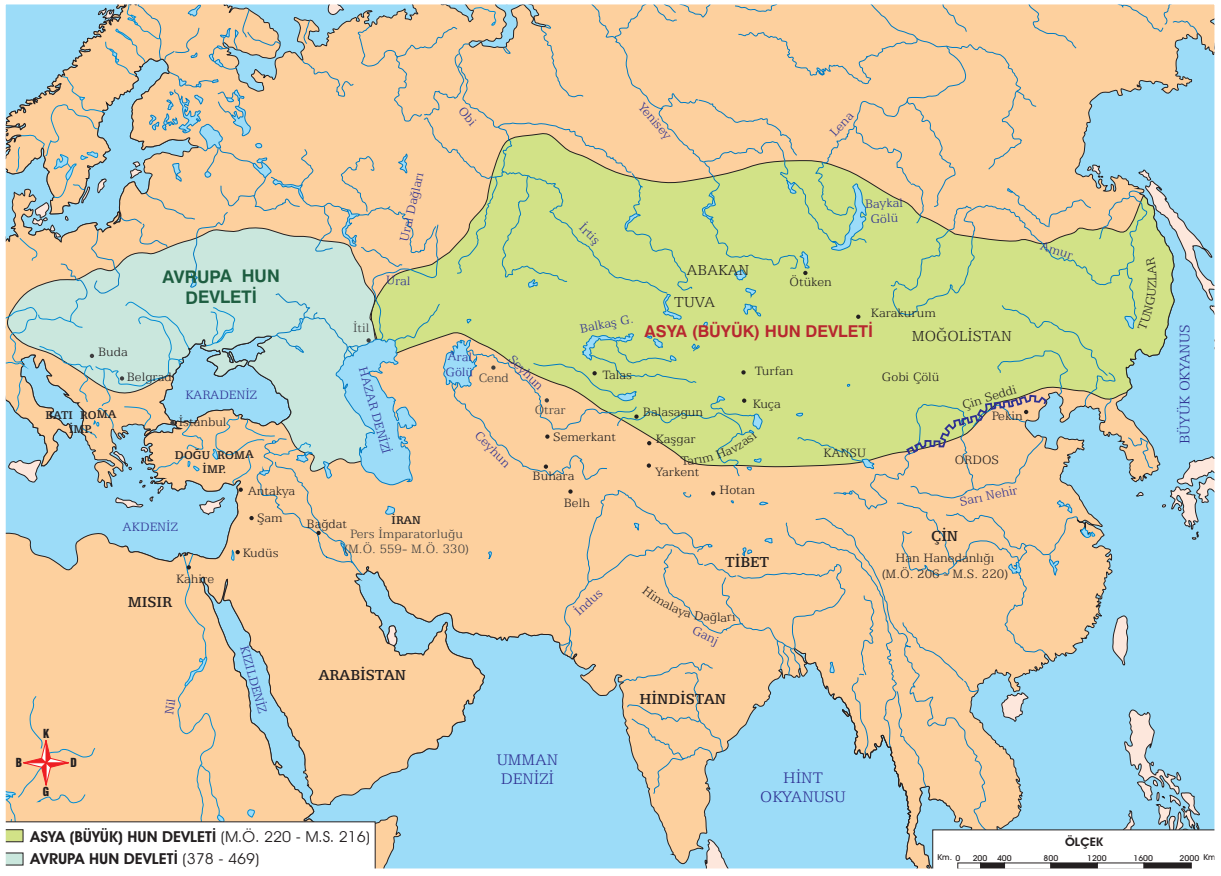 Obi
Yenisey
Lena
Ural Dağları
Baykal
Gölü
İrtiş
Amur
AVRUPA HUN
DEVLETİ
ABAKAN
Ötüken
TUNGUZLAR
Ural
TUVA
Karakurum
İtil
Balkaş G.
ASYA (BÜYÜK) HUN DEVLETİ
MOĞOLİSTAN
BÜYÜK OKYANUS
Buda
Aral
Gölü
Seyhun
Cend
Talas
Turfan
Gobi Çölü
Belgrad
KARADENİZ
HAZAR DENİZİ
Otrar
Kuça
Çin Seddi
Pekin
BATI ROMA
İMP.
İstanbul
Balasagun
Ceyhun
Semerkant
Kaşgar
Tarım Havzası
KANSU
ORDOS
DOĞU ROMA
İMP.
Buhara
Yarkent
Belh
Hotan
Sarı Nehir
Antakya
AKDENİZ
Şam
Bağdat
İRAN
Pers İmparatorluğu
(M.Ö. 559- M.Ö. 330)
ÇİN
Han Hanedanlığı
(M.Ö. 206 - M.S. 220)
Kudüs
TİBET
Kahire
MISIR
İndus
Himalaya Dağları
Ganj
KIZILDENİZ
ARABİSTAN
HİNDİSTAN
Nil
UMMAN
DENİZİ
HİNT
OKYANUSU
K
B D
G
ASYA (BÜYÜK) HUN DEVLETİ (M.Ö. 220 - M.S. 216)
AVRUPA HUN DEVLETİ (378 - 469)
ÖLÇEK
Km. 0 200 400 800 1200 1600 2000 Km